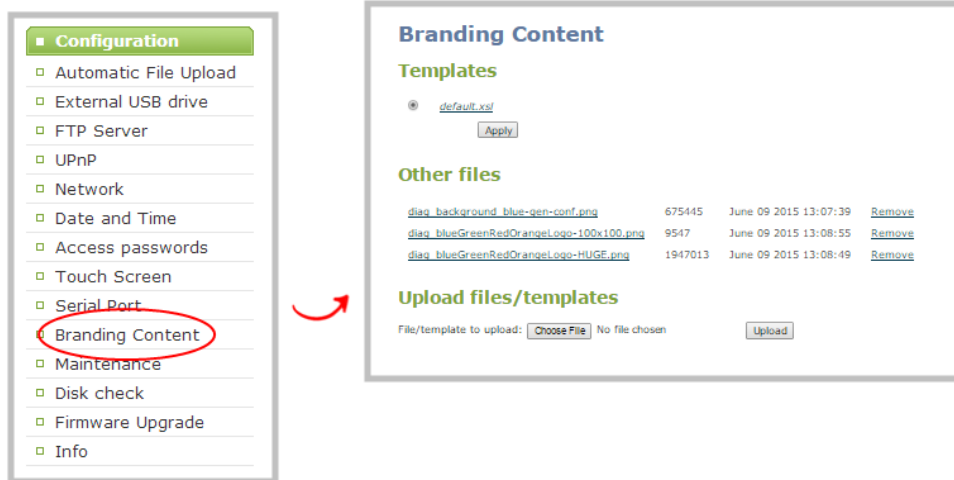 Configuration
Automatic File Upload
External USB drive
FTP Server
UPnP
Network
Date and Time
Access passwords
Touch Screen
Serial Port
Branding Content
Maintenance
Disk check
Firmware Upgrade
Info
Branding Content
Templates
default.xsl
Apply
Other files
diag_background_blue-gen-conf.png 675445 June 09 2015 13:07:39 Remove
diag_blueGreenRedOrangeLogo-100x100.png 9547 June 09 2015 13:08:55 Remove
diag_blueGreenRedOrangeLogo-HUGE.png 1947013 June 09 2015 13:08:49 Remove
Upload files/templates
File/template to upload: Choose File No file chosen Upload